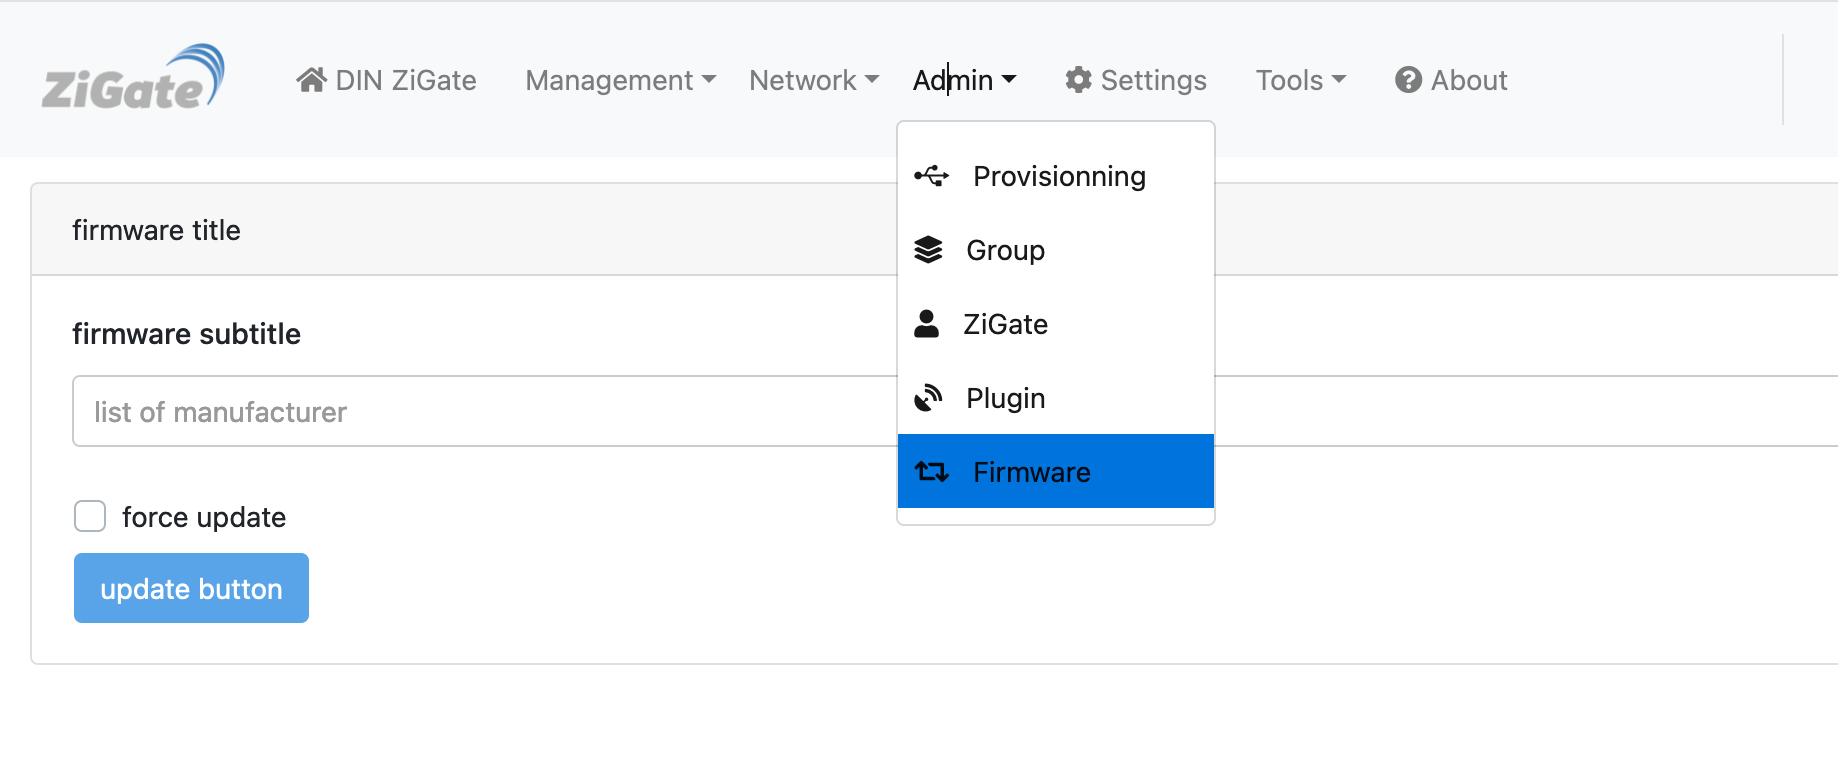 ZiGate DIN ZiGate Management Network Admin Settings Tools About
Provisionning
firmware title
Group
ZiGate
firmware subtitle
Plugin
list of manufacturer
Firmware
force update
update button